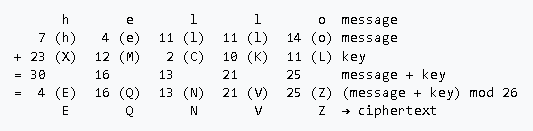 h e l l o message
7 (h) 4 (e) 11 (l) 11 (l) 14 (o) message
+ 23 (X) 12 (M) 2 (C) 10 (K) 11 (L) key
= 30 16 13 21 25 message + key
= 4 (E) 16 (Q) 13 (N) 21 (V) 25 (Z) (message + key) mod 26
E Q N V Z → ciphertext